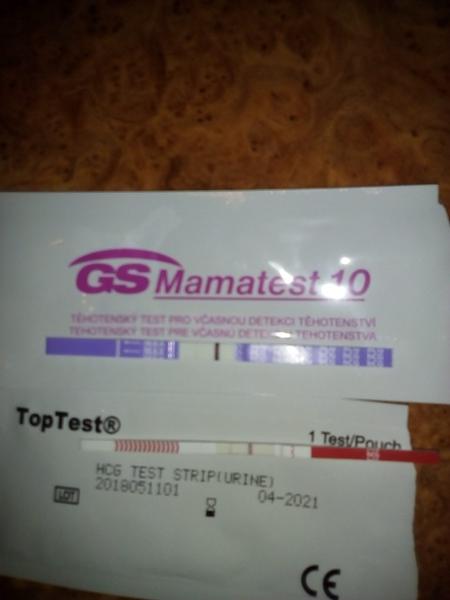 GS Mamatest 10
TĚHOTENSKÝ TEST PRO VČASNOU DETEKCI TĚHOTENSTVÍ
TEHOTENSKÝ TEST PRE VČASNÚ DETEKCIU TEHOTENSTVA
TopTest®
1 Test/Pouch
HCG TEST STRIP(URINE)
LOT 2018051101
04-2021
CE